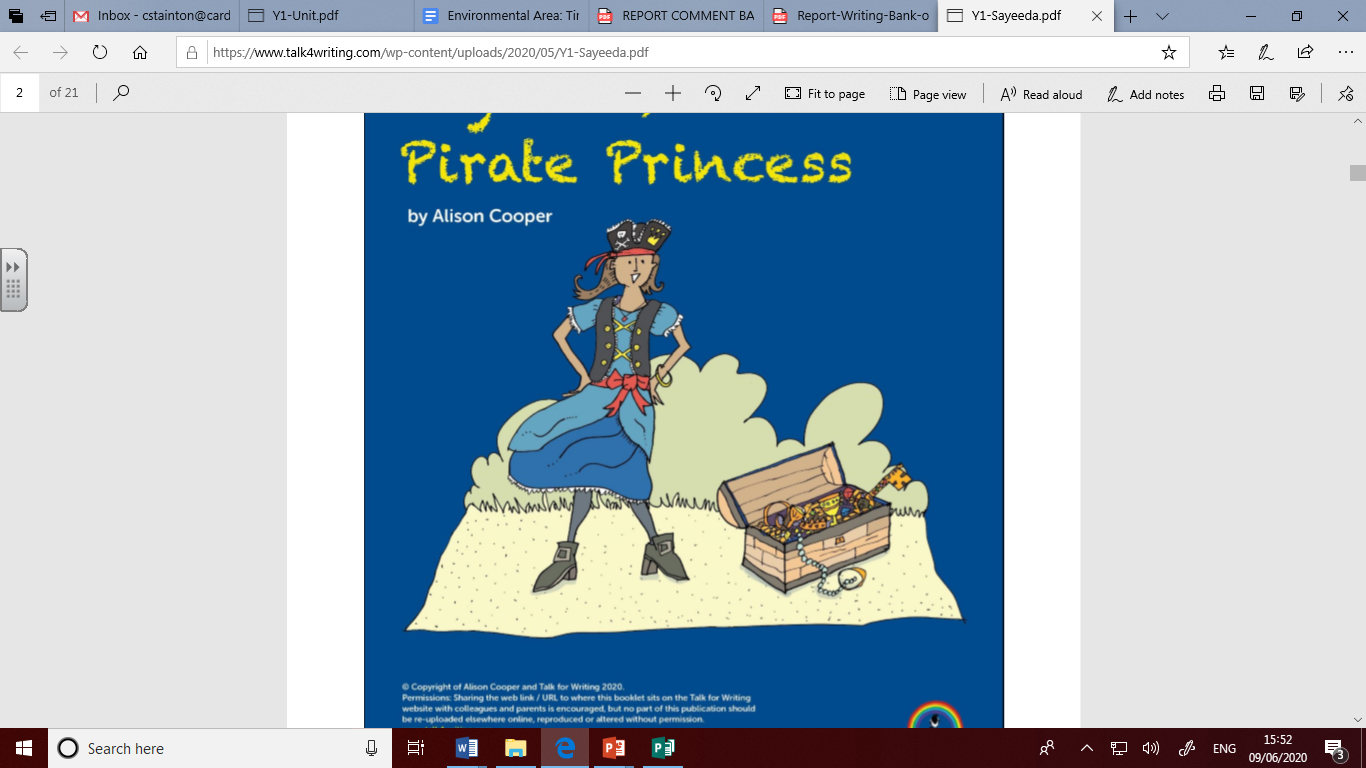 Inbox - cstainton@card
Y1-Unit.pdf
Environmental Area: Tir
REPORT COMMENT BA
Report-Writing-Bank-o
Y1-Sayeeda.pdf
https://www.talk4writing.com/wp-content/uploads/2020/05/Y1-Sayeeda.pdf
2 of 21
Fit to page
Page view
Read aloud
Add notes
Pirate Princess
by Alison Cooper
© Copyright of Alison Cooper and Talk for Writing 2020.
Permissions: Sharing the web link / URL to where this booklet sits on the Talk for Writing
website with colleagues and parents is encouraged, but no part of this publication should
be re-uploaded elsewhere online, reproduced or altered without permission.
Search here
ENG
15:52
09/06/2020
3